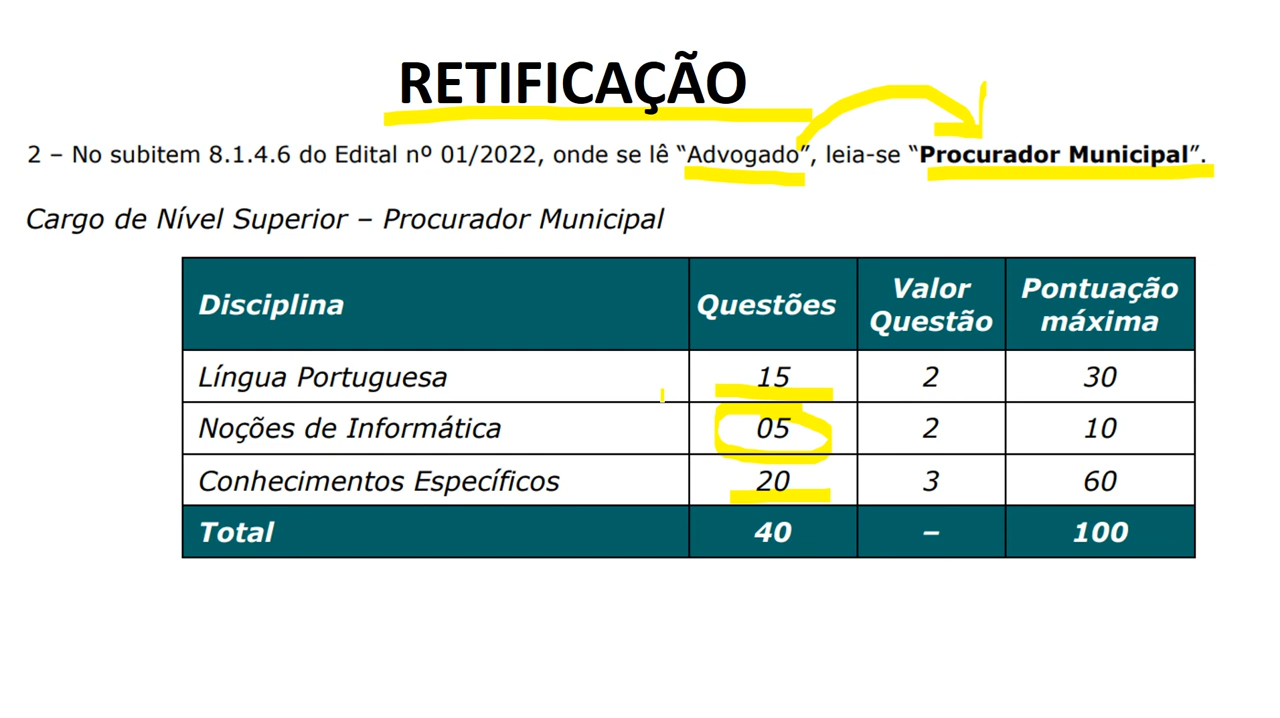 RETIFICAÇÃO
2 – No subitem 8.1.4.6 do Edital nº 01/2022, onde se lê “Advogado”, leia-se “Procurador Municipal”.
Cargo de Nível Superior – Procurador Municipal
Disciplina Questões Valor Questão Pontuação máxima
Língua Portuguesa 15 2 30
Noções de Informática 05 2 10
Conhecimentos Específicos 20 3 60
Total 40 – 100